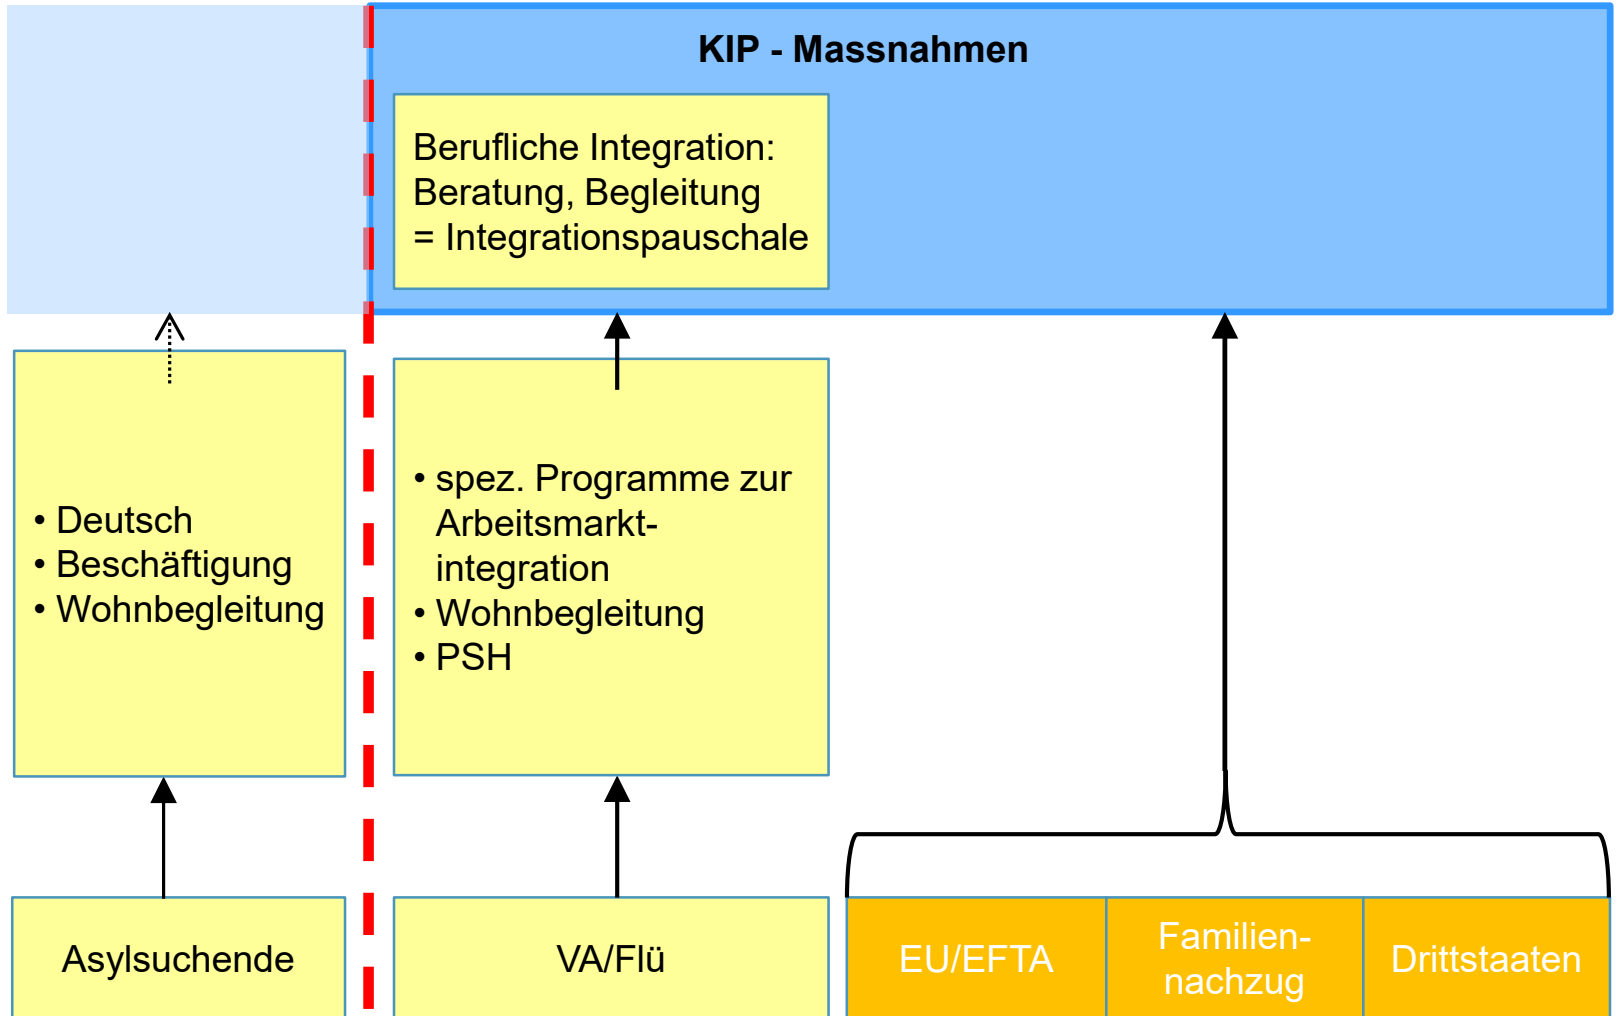 KIP - Massnahmen
Berufliche Integration:
Beratung, Begleitung
= Integrationspauschale
• Deutsch
• Beschäftigung
• Wohnbegleitung
• spez. Programme zur
Arbeitsmarkt-
integration
• Wohnbegleitung
• PSH
Asylsuchende
VA/Flü
EU/EFTA
Familien-
nachzug
Drittstaaten